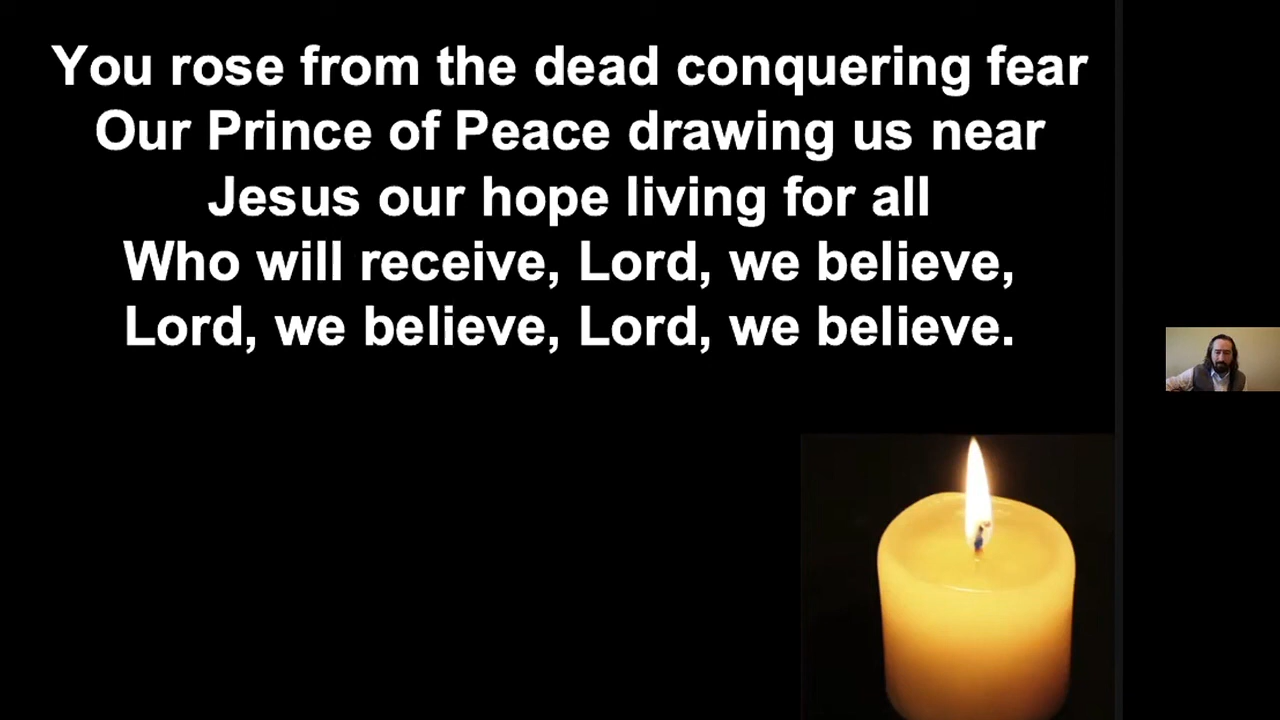 You rose from the dead conquering fear
Our Prince of Peace drawing us near
Jesus our hope living for all
Who will receive, Lord, we believe,
Lord, we believe, Lord, we believe.